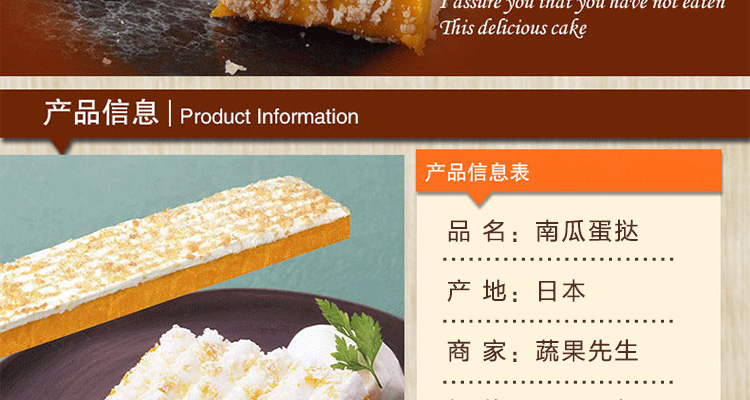 I assure you that you have not eaten
This delicious cake
产品信息 | Product Information
产品信息表
品 名：南瓜蛋挞
产 地：日本
商 家：蔬果先生